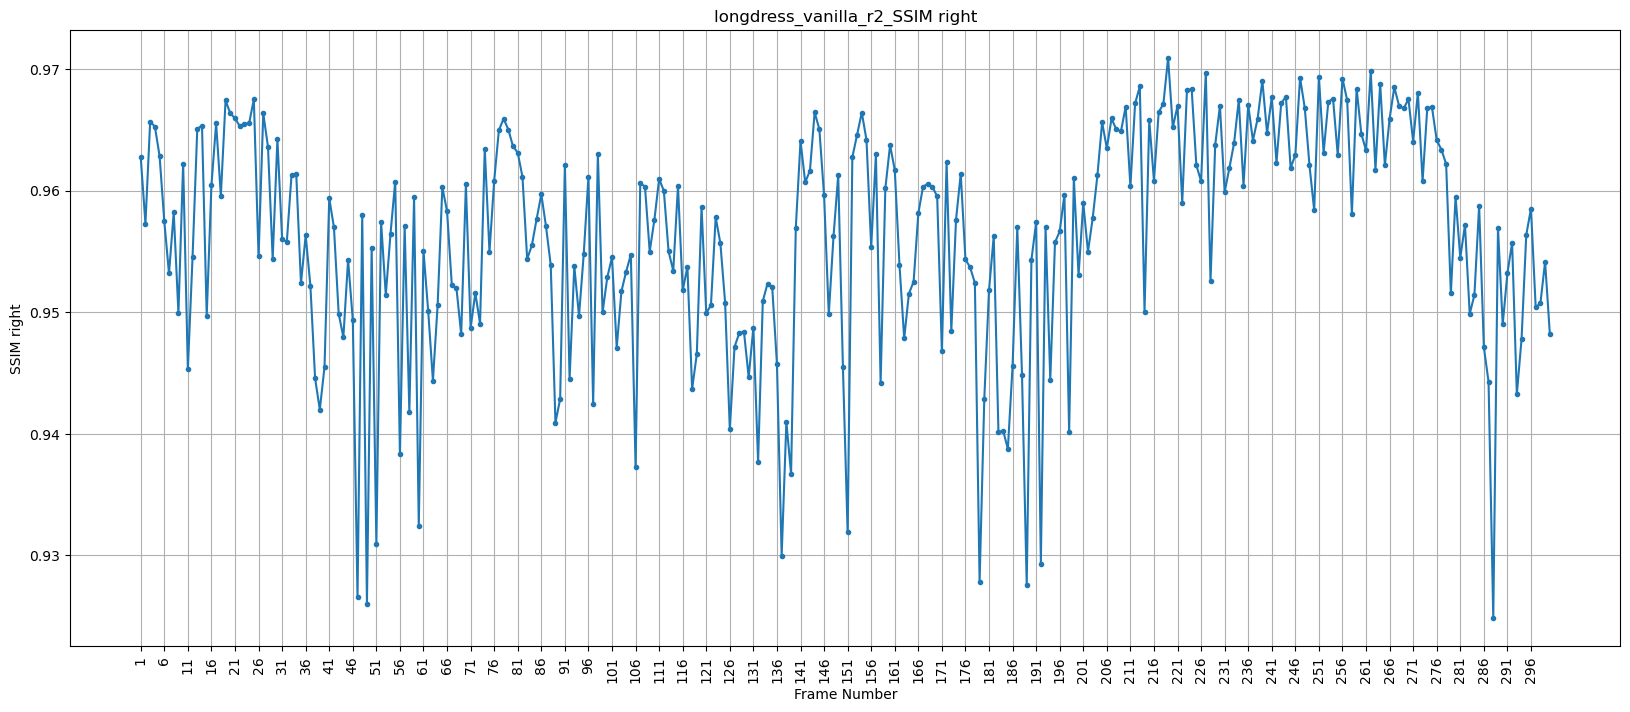 longdress_vanilla_r2_SSIM right
SSIM right
0.97
0.96
0.95
0.94
0.93
1 6 11 16 21 26 31 36 41 46 51 56 61 66 71 76 81 86 91 96 101 106 111 116 121 126 131 136 141 146 151 156 161 166 171 176 181 186 191 196 201 206 211 216 221 226 231 236 241 246 251 256 261 266 271 276 281 286 291 296
Frame Number